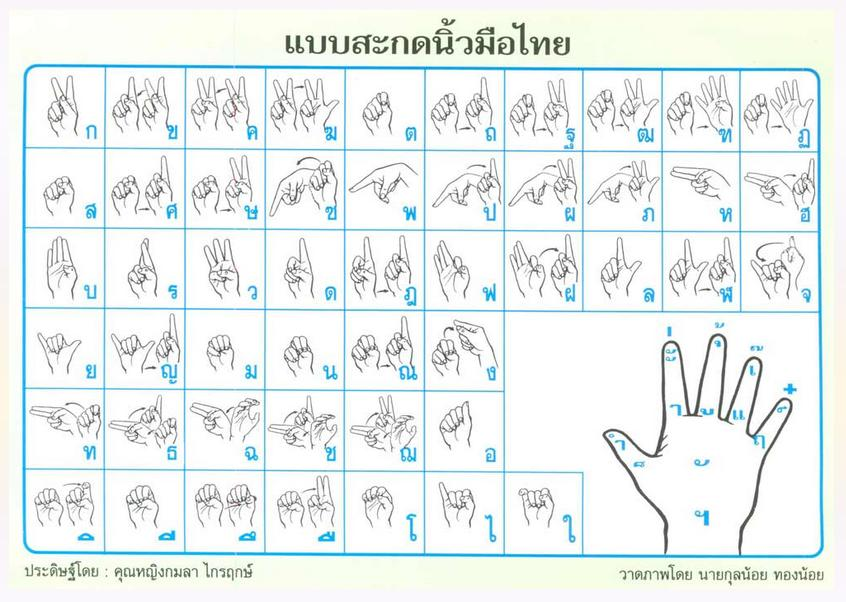 แบบสะกดนิ้วมือไทย
ก ข ค ฆ ต ถ ฐ ฒ ฑ ฏ
ส ศ ษ ซ พ ป ผ ภ ห ฮ
บ ร ว ด ฎ ฟ ฝ ล ฬ จ
ย ญ ม น ณ ง
ท ธ ฉ ช ฌ อ
 ิ  ี  ึ  ื โ ไ ใ
ประดิษฐ์โดย : คุณหญิงกมลา ไกรฤกษ์
วาดภาพโดย นายกุลน้อย ทองน้อย